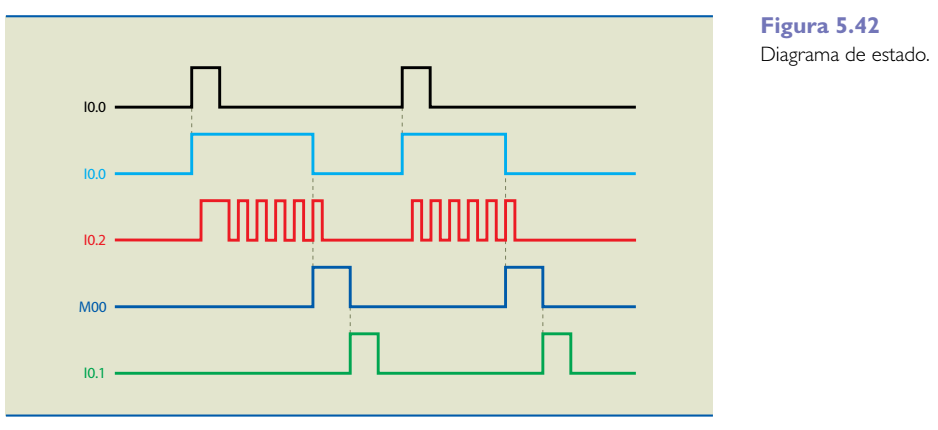 Figura 5.42
Diagrama de estado.
I0.0
I0.0
I0.2
M00
I0.1